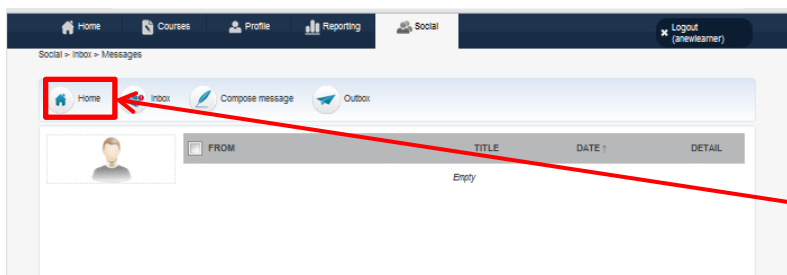 Home Courses Profile Reporting Social Logout
(anewlearner)
Social > Inbox > Messages
Home Inbox Compose message Outbox
FROM TITLE DATE DETAIL
Empty